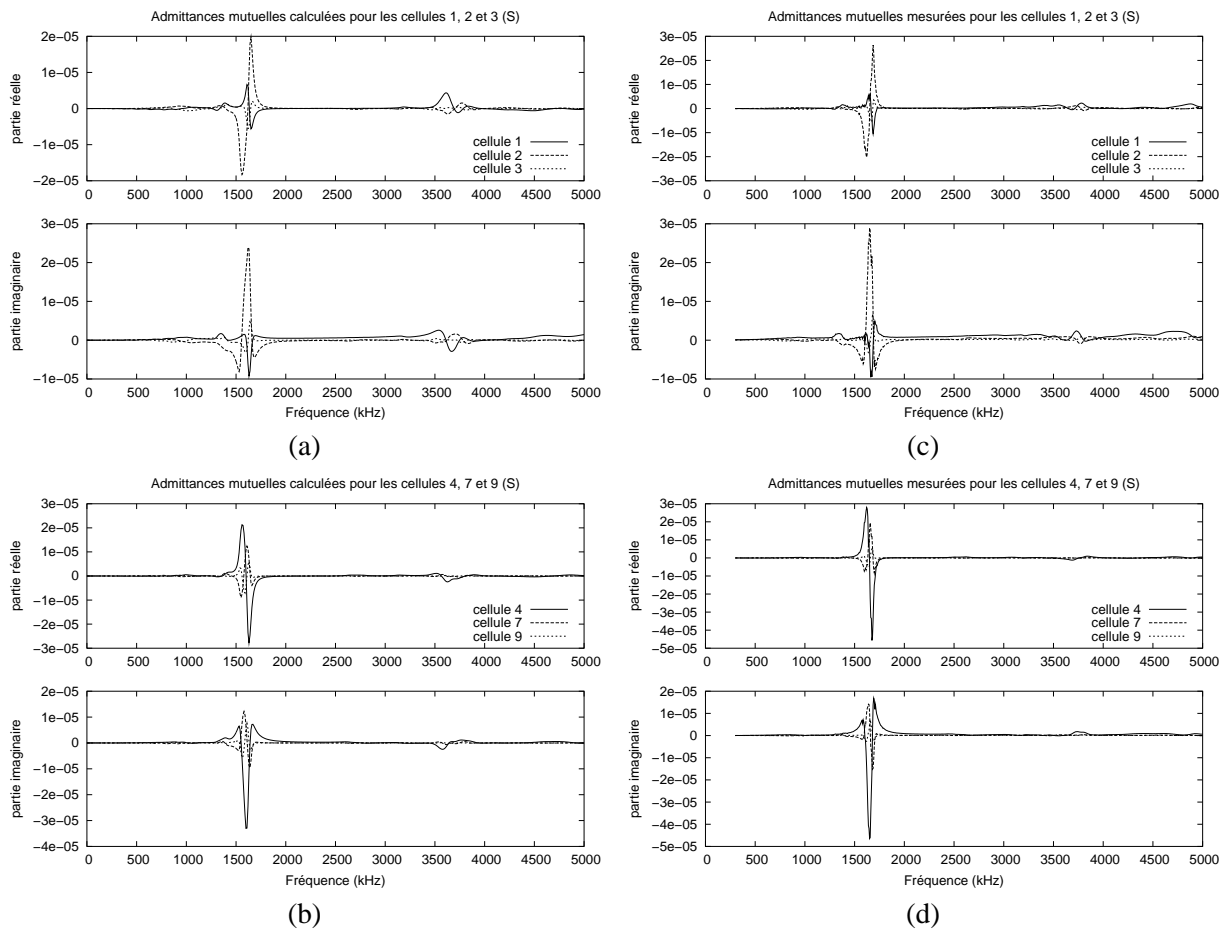 Admittances mutuelles calculées pour les cellules 1, 2 et 3 (S)
partie réelle
2e-05
1e-05
0
−1e-05
−2e-05
cellule 1
cellule 2
cellule 3
0 500 1000 1500 2000 2500 3000 3500 4000 4500 5000
partie imaginaire
3e-05
2e-05
1e-05
0
−1e-05
0 500 1000 1500 2000 2500 3000 3500 4000 4500 5000
Fréquence (kHz)
(a)
Admittances mutuelles mesurées pour les cellules 1, 2 et 3 (S)
partie réelle
3e-05
2e-05
1e-05
0
−1e-05
−2e-05
−3e-05
cellule 1
cellule 2
cellule 3
0 500 1000 1500 2000 2500 3000 3500 4000 4500 5000
partie imaginaire
3e-05
2e-05
1e-05
0
−1e-05
0 500 1000 1500 2000 2500 3000 3500 4000 4500 5000
Fréquence (kHz)
(c)
Admittances mutuelles calculées pour les cellules 4, 7 et 9 (S)
partie réelle
3e-05
2e-05
1e-05
0
−1e-05
−2e-05
−3e-05
cellule 4
cellule 7
cellule 9
0 500 1000 1500 2000 2500 3000 3500 4000 4500 5000
partie imaginaire
2e-05
1e-05
0
−1e-05
−2e-05
−3e-05
−4e-05
0 500 1000 1500 2000 2500 3000 3500 4000 4500 5000
Fréquence (kHz)
(b)
Admittances mutuelles mesurées pour les cellules 4, 7 et 9 (S)
partie réelle
3e-05
2e-05
1e-05
0
−1e-05
−2e-05
−3e-05
−4e-05
−5e-05
cellule 4
cellule 7
cellule 9
0 500 1000 1500 2000 2500 3000 3500 4000 4500 5000
partie imaginaire
2e-05
1e-05
0
−1e-05
−2e-05
−3e-05
−4e-05
−5e-05
0 500 1000 1500 2000 2500 3000 3500 4000 4500 5000
Fréquence (kHz)
(d)